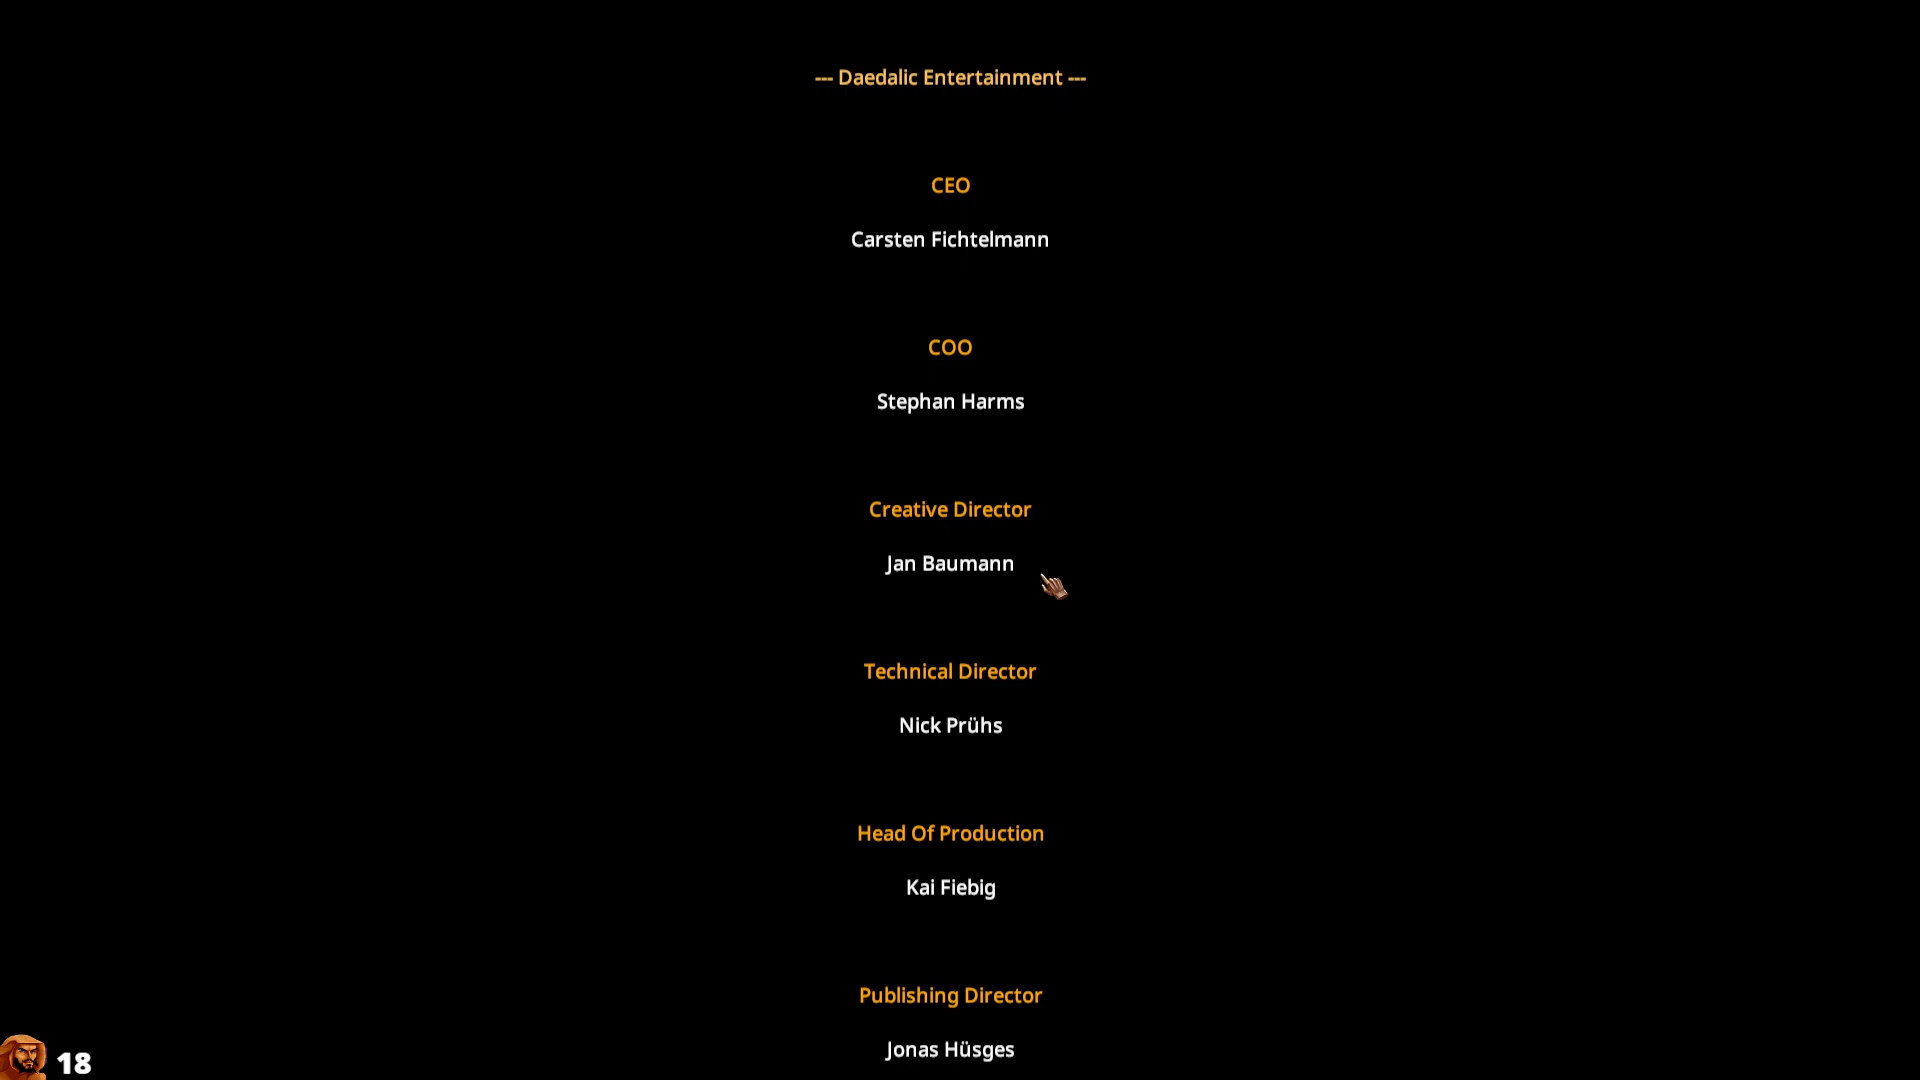 --- Daedalic Entertainment ---
CEO
Carsten Fichtelmann
COO
Stephan Harms
Creative Director
Jan Baumann
Technical Director
Nick Prühs
Head Of Production
Kai Fiebig
Publishing Director
Jonas Hüsges
18